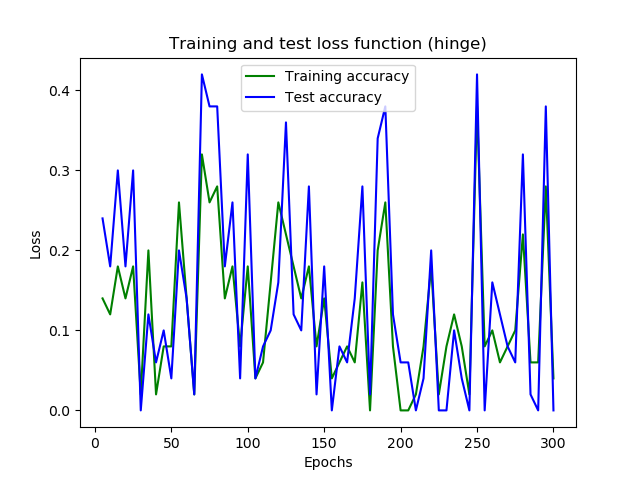 Training and test loss function (hinge)
Training accuracy
Test accuracy
Loss
0.4
0.3
0.2
0.1
0.0
0
50
100
150
200
250
300
Epochs